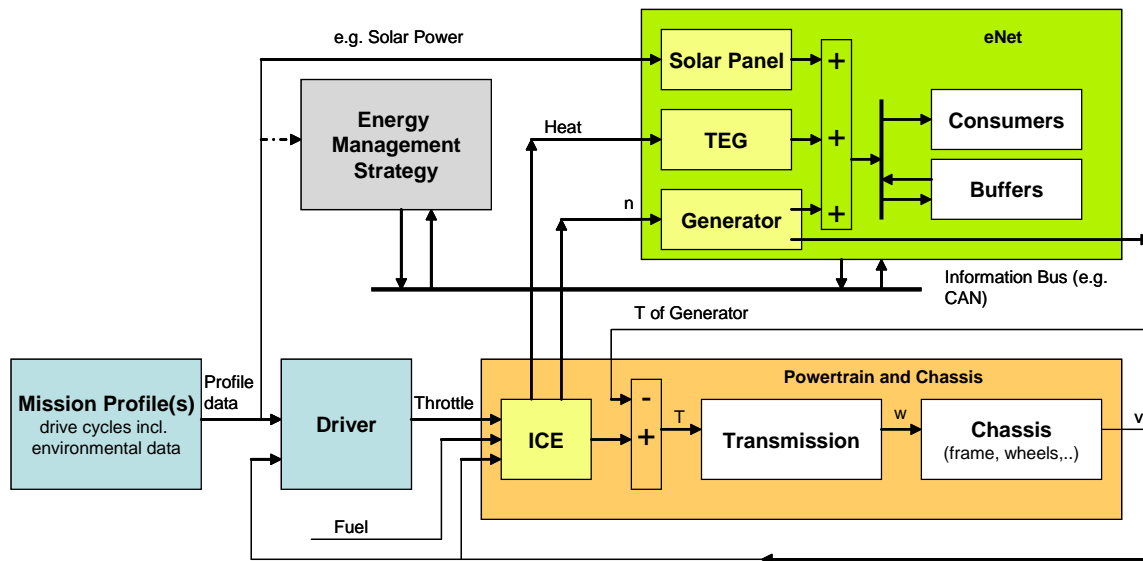 e.g. Solar Power
eNet
Solar Panel
+
Energy
Management
Strategy
Heat
TEG
+
Consumers
Buffers
n
Generator
+
Information Bus (e.g.
CAN)
T of Generator
Mission Profile(s)
drive cycles incl.
environmental data
Profile
data
Driver
Throttle
Powertrain and Chassis
ICE
-
+
T
Transmission
w
Chassis
(frame, wheels,..)
v
Fuel